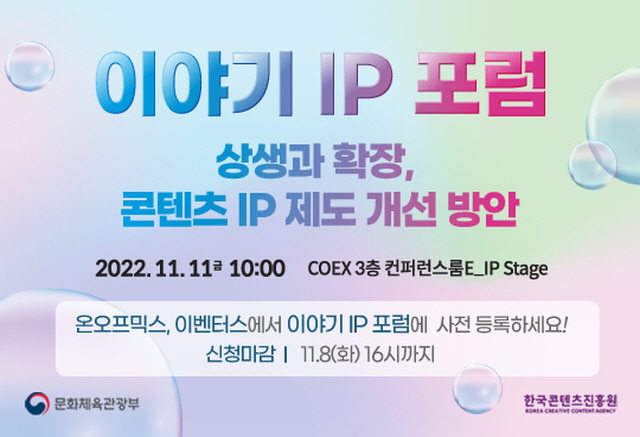 이야기 IP 포럼
상생과 확장,
콘텐츠 IP 제도 개선 방안
2022. 11. 11금 10:00 COEX 3층 컨퍼런스룸E_IP Stage
온오프믹스, 이벤터스에서 이야기 IP 포럼에 사전 등록하세요!
신청마감 | 11.8(화) 16시까지
문화체육관광부 한국콘텐츠진흥원
KOREA CREATIVE CONTENT AGENCY